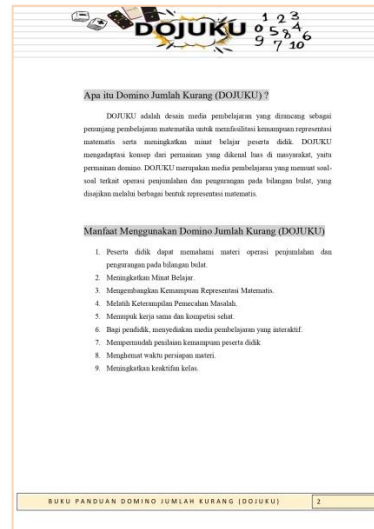 DOJUKU
1 2 3
0 5 8 4 6
9 7 10
Apa itu Domino Jumlah Kurang (DOJUKU) ?
DOJUKU adalah desain media pembelajaran yang dirancang sebagai
penunjang pembelajaran matematika untuk memfasilitasi kemampuan representasi
matematis serta meningkatkan minat belajar peserta didik. DOJUKU
mengadaptasi konsep dari permainan yang dikenal luas di masyarakat, yaitu
permainan domino. DOJUKU merupakan media pembelajaran yang memuat soal-
soal terkait operasi penjumlahan dan pengurangan pada bilangan bulat, yang
disajikan melalui berbagai bentuk representasi matematis.
Manfaat Menggunakan Domino Jumlah Kurang (DOJUKU)
1. Peserta didik dapat memahami materi operasi penjumlahan dan
pengurangan pada bilangan bulat.
2. Meningkatkan Minat Belajar.
3. Mengembangkan Kemampuan Representasi Matematis.
4. Melatih Keterampilan Pemecahan Masalah.
5. Memupuk kerja sama dan kompetisi sehat.
6. Bagi pendidik, menyediakan media pembelajaran yang interaktif.
7. Mempermudah penilaian kemampuan peserta didik
8. Menghemat waktu persiapan materi.
9. Meningkatkan keaktifan kelas.
BUKU PANDUAN DOMINO JUMLAH KURANG (DOJUKU)
2